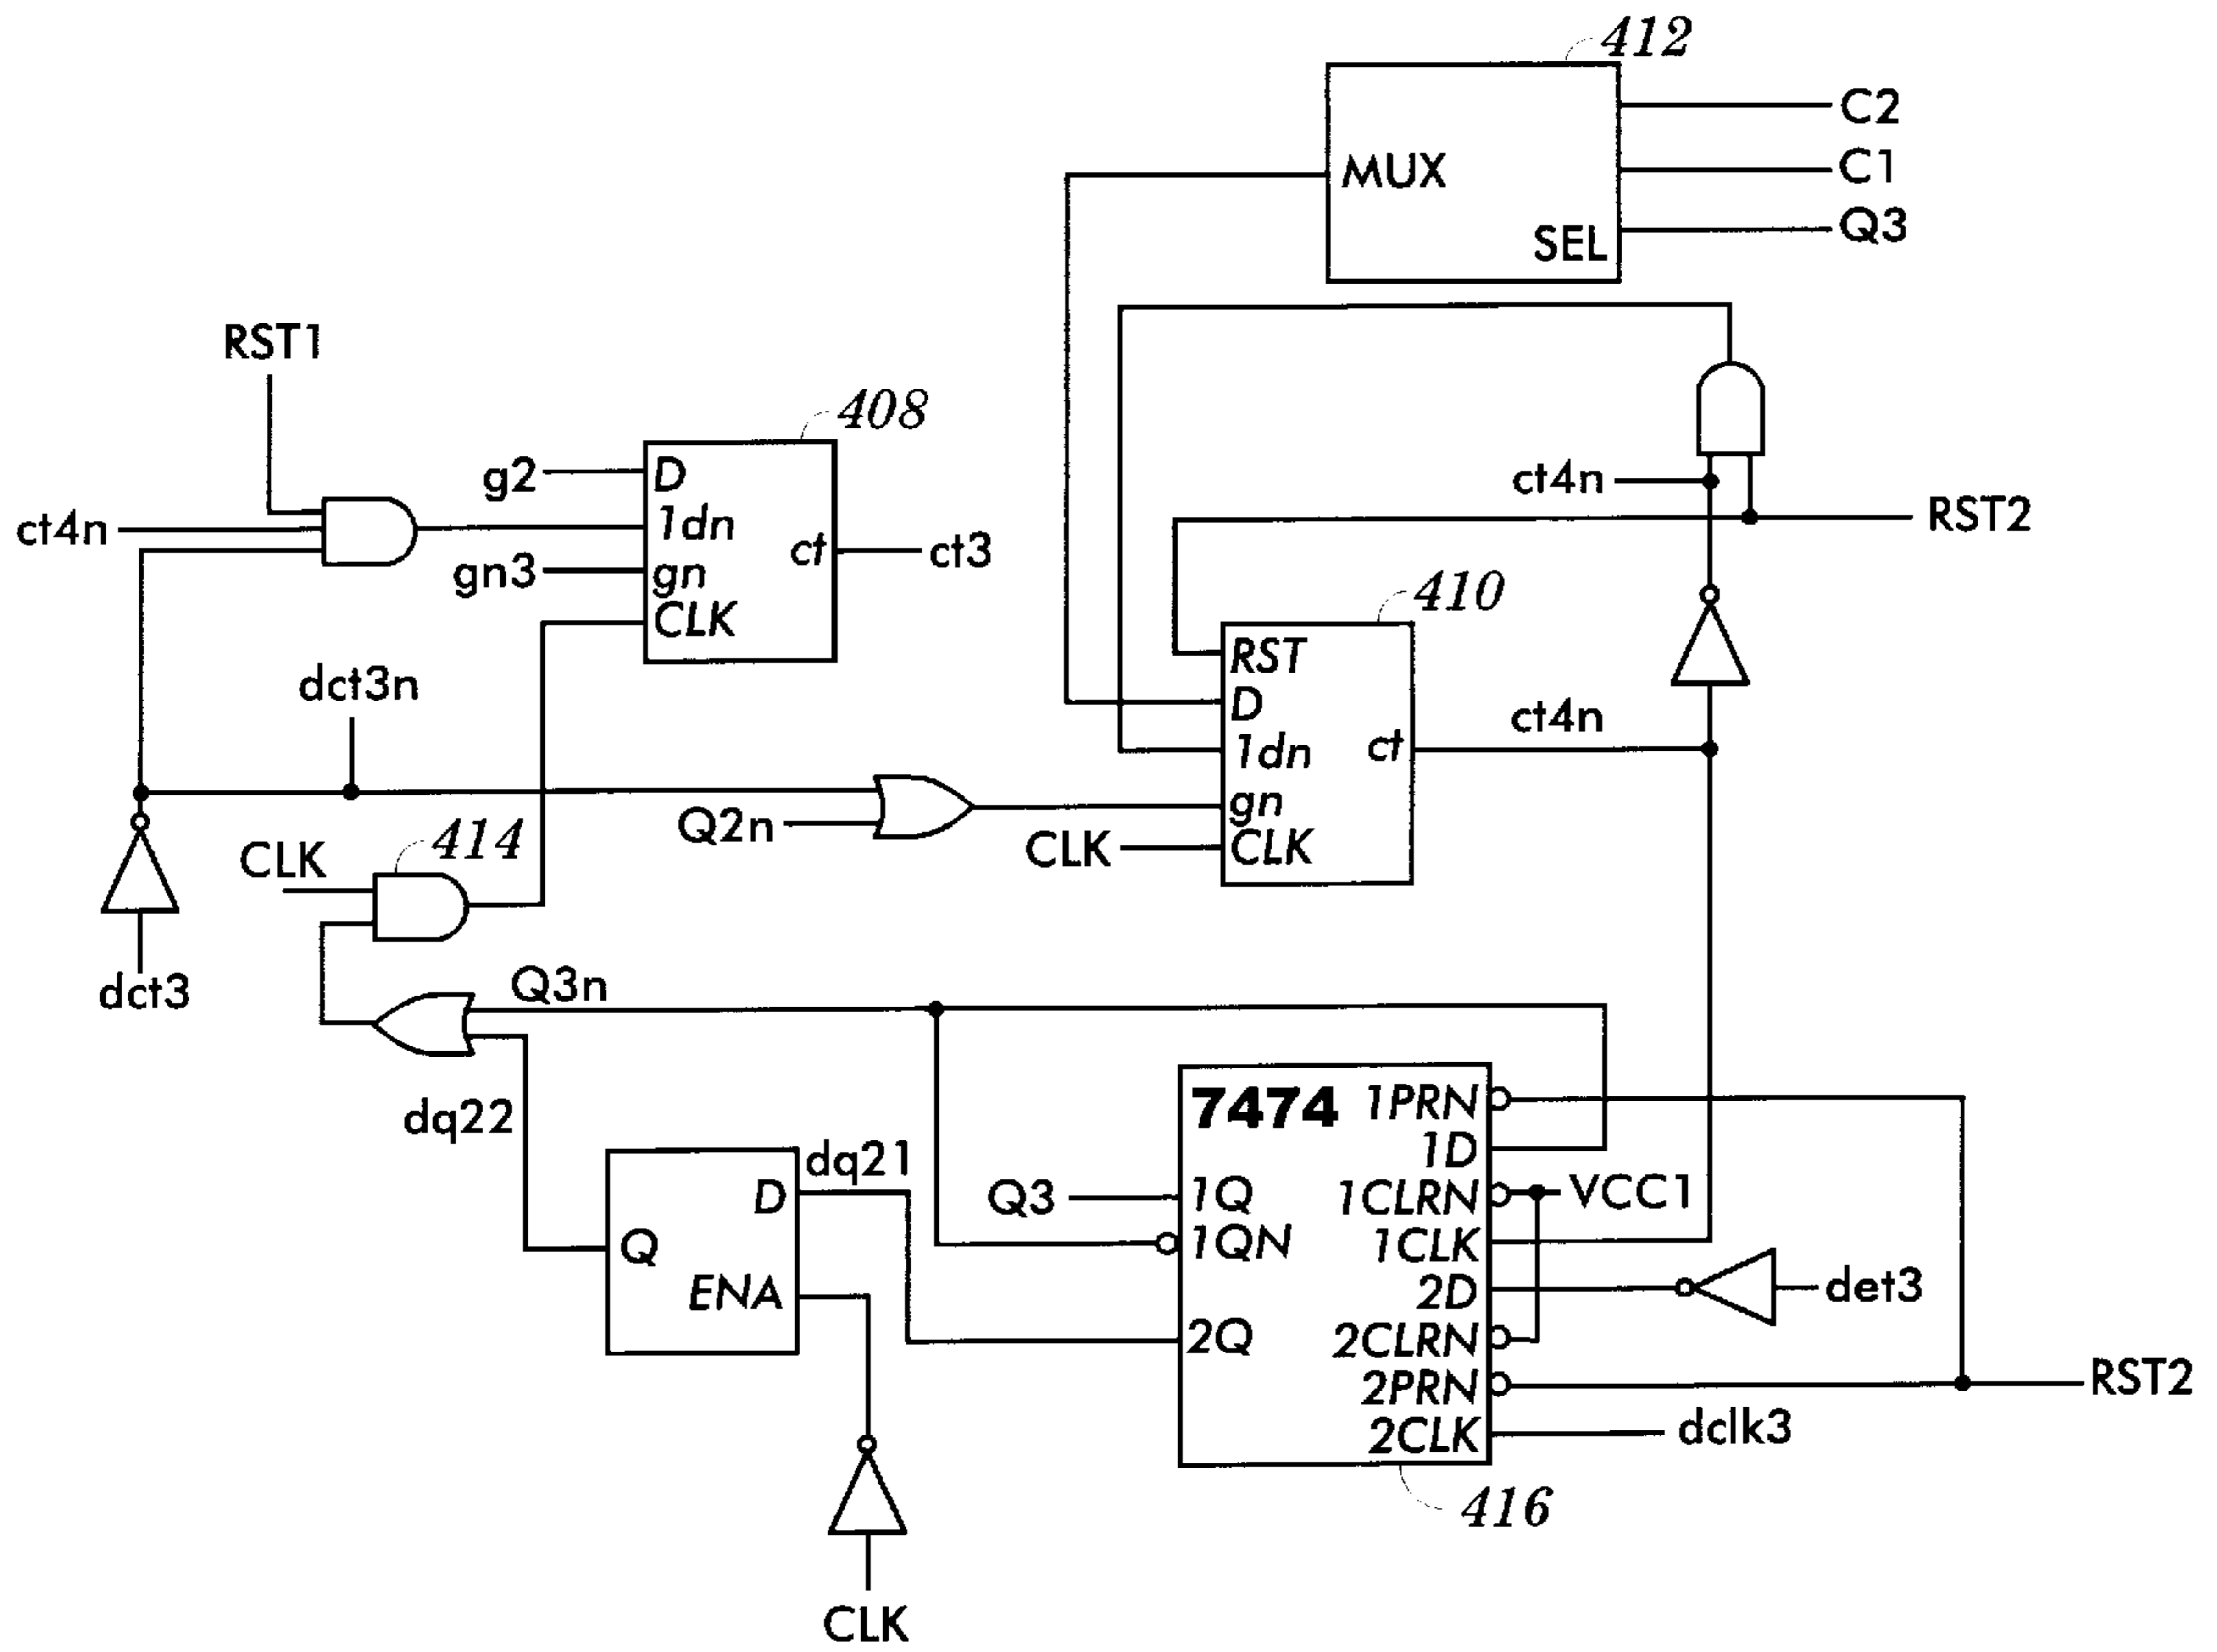 412
C2
MUX
C1
SEL
Q3
RST1
408
g2
D
ct4n
ct4n
1dn
RST2
ct
ct3
gn3
gn
CLK
410
RST
dct3n
D
ct4n
1dn
ct
gn
Q2n
CLK
CLK
CLK
414
dct3
Q3n
7474
1PRN
dq22
dq21
1D
D
Q3
1Q
1CLRN
VCC1
Q
1QN
1CLK
ENA
2D
det3
2Q
2CLRN
2PRN
RST2
2CLK
dclk3
416
CLK